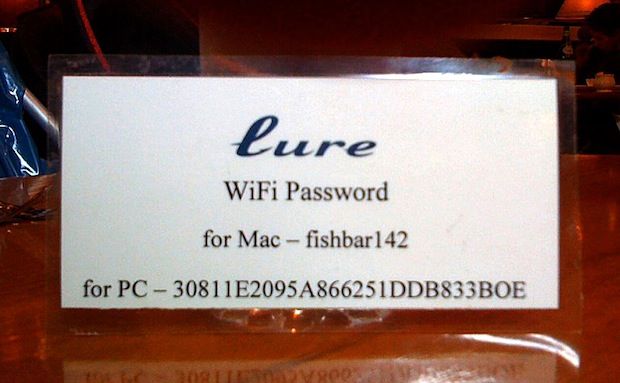 Lure
WiFi Password
for Mac – fishbar142
for PC – 30811E2095A866251DDB833BOE